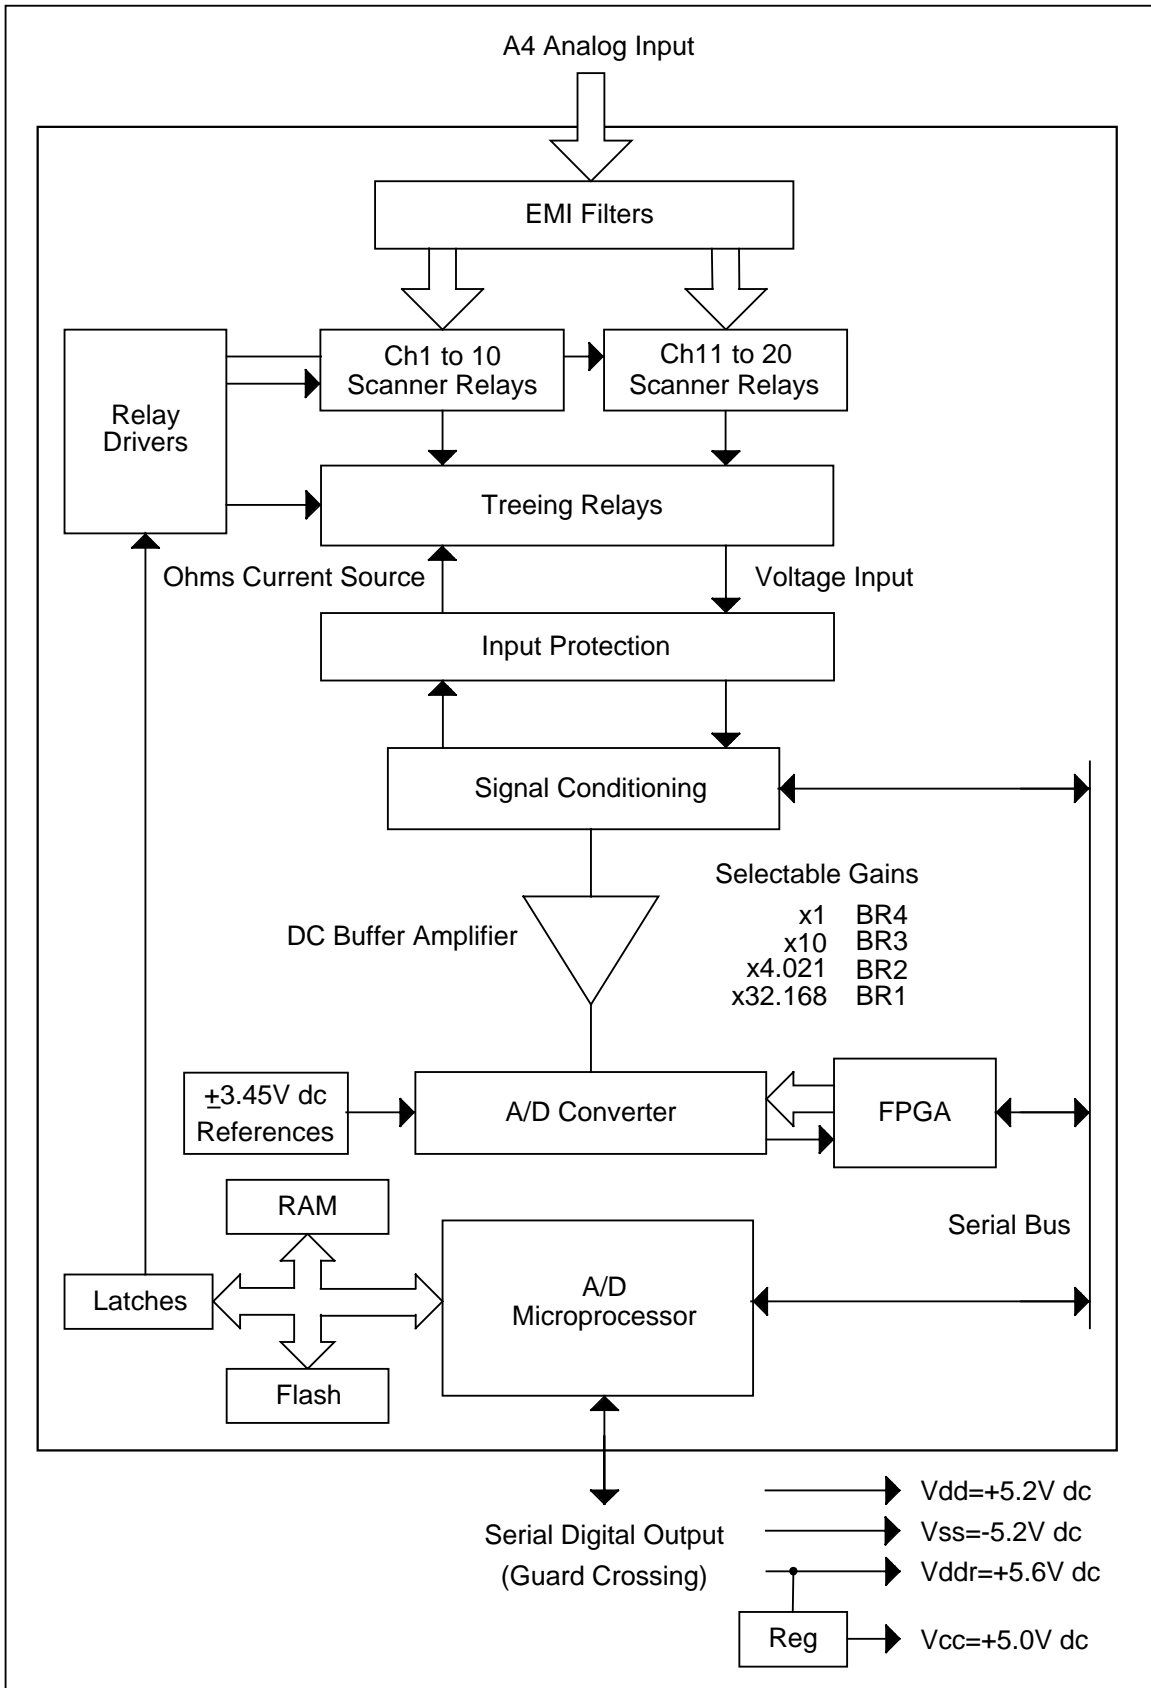 A4 Analog Input
EMI Filters
Ch1 to 10
Scanner Relays
Ch11 to 20
Scanner Relays
Relay
Drivers
Treeing Relays
Ohms Current Source
Voltage Input
Input Protection
Signal Conditioning
Selectable Gains
x1 BR4
x10 BR3
x4.021 BR2
x32.168 BR1
DC Buffer Amplifier
±3.45V dc
References
A/D Converter
FPGA
RAM
Serial Bus
Latches
A/D
Microprocessor
Flash
Serial Digital Output
(Guard Crossing)
Vdd=+5.2V dc
Vss=-5.2V dc
Vddr=+5.6V dc
Reg
Vcc=+5.0V dc